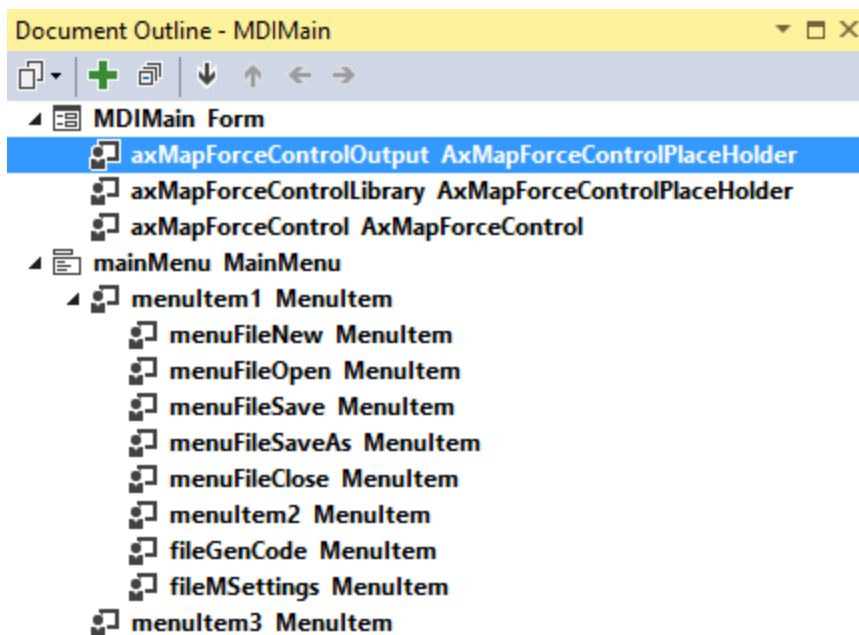 Document Outline - MDIMain
MDIMain Form
axMapForceControlOutput AxMapForceControlPlaceHolder
axMapForceControlLibrary AxMapForceControlPlaceHolder
axMapForceControl AxMapForceControl
mainMenu MainMenu
menuItem1 MenuItem
menuFileNew MenuItem
menuFileOpen MenuItem
menuFileSave MenuItem
menuFileSaveAs MenuItem
menuFileClose MenuItem
menuItem2 MenuItem
fileGenCode MenuItem
fileMSettings MenuItem
menuItem3 MenuItem